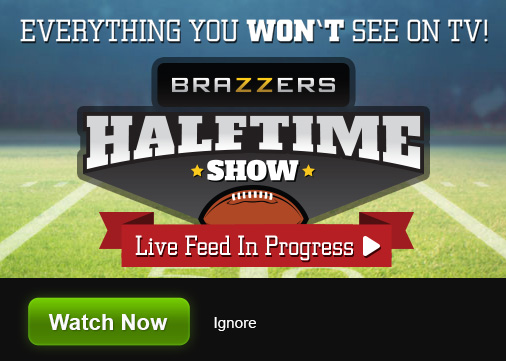 EVERYTHING YOU WON'T SEE ON TV!
BRAZZERS
HALFTIME
SHOW
Live Feed In Progress
Watch Now Ignore